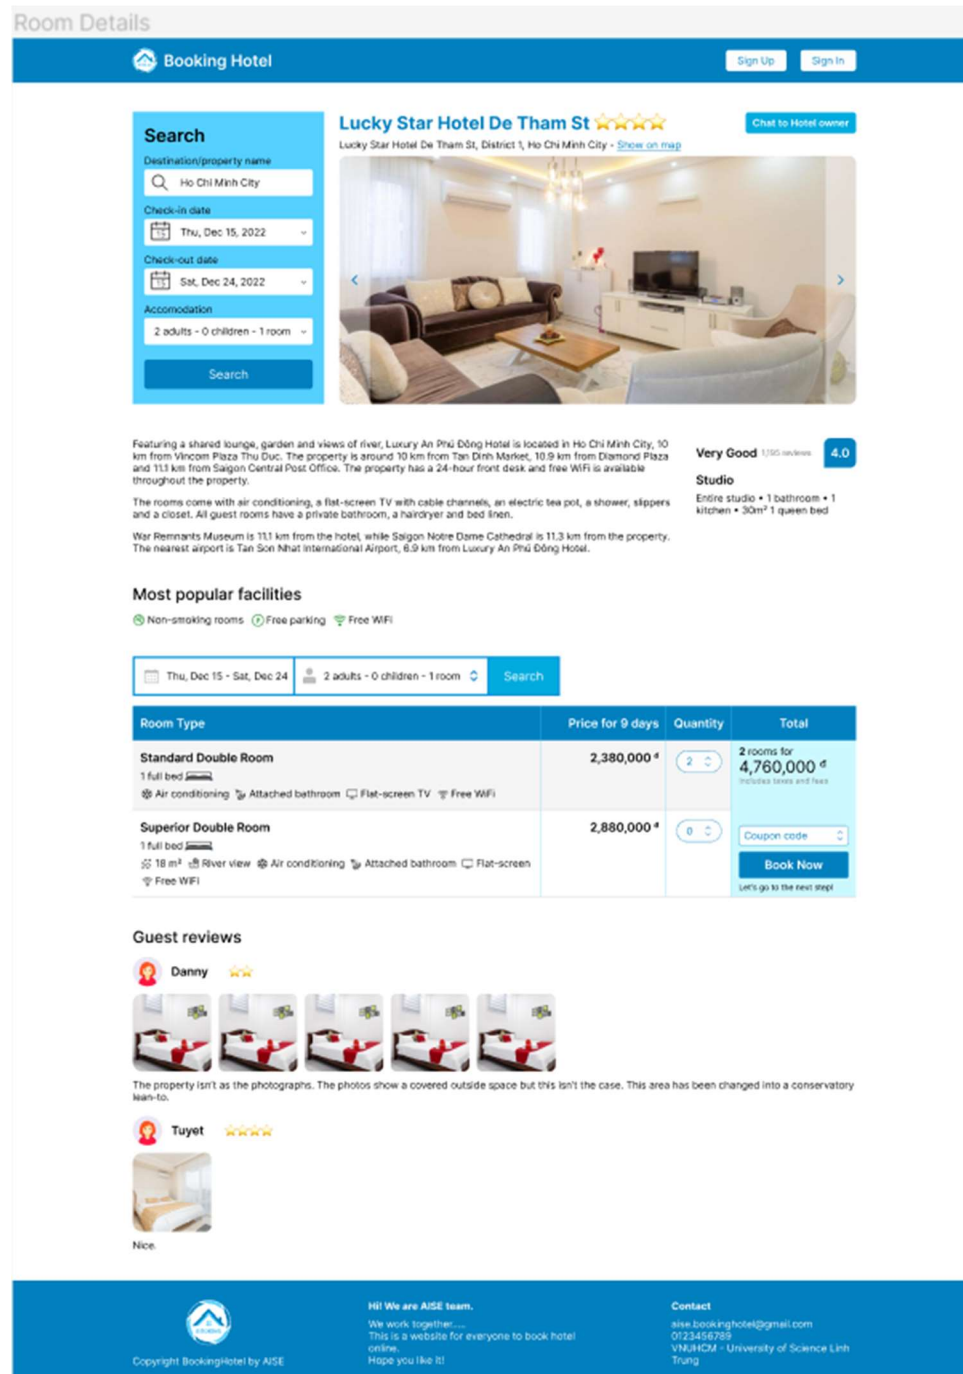 Room Details
Booking Hotel
Sign Up
Sign In
Search
Destination/property name
Ho Chi Minh City
Check-in date
Thu, Dec 15, 2022
Check-out date
Sat, Dec 24, 2022
Accomodation
2 adults - 0 children - 1 room
Search
Lucky Star Hotel De Tham St
Chat to Hotel owner
Lucky Star Hotel De Tham St, District 1, Ho Chi Minh City - Show on map
Featuring a shared lounge, garden and views of river, Luxury An Phú Đông Hotel is located in Ho Chi Minh City, 10
km from Vincom Plaza Thu Duc. The property is around 10 km from Tan Dinh Market, 10.9 km from Diamond Plaza
and 11.1 km from Saigon Central Post Office. The property has a 24-hour front desk and free WiFi is available
throughout the property.
The rooms come with air conditioning, a flat-screen TV with cable channels, an electric tea pot, a shower, slippers
and a closet. All guest rooms have a private bathroom, a hairdryer and bed linen.
War Remnants Museum is 11.1 km from the hotel, while Saigon Notre Dame Cathedral is 11.3 km from the property.
The nearest airport is Tan Son Nhat International Airport, 6.9 km from Luxury An Phú Đông Hotel.
Very Good 1,195 reviews 4.0
Studio
Entire studio • 1 bathroom • 1
kitchen • 30m² 1 queen bed
Most popular facilities
Non-smoking rooms Free parking Free WiFi
Thu, Dec 15 - Sat, Dec 24 2 adults - 0 children - 1 room Search
Room Type Price for 9 days Quantity Total
Standard Double Room
1 full bed
Air conditioning Attached bathroom Flat-screen TV Free WiFi
2,380,000 đ
2
2 rooms for
4,760,000 đ
Includes taxes and fees
Superior Double Room
1 full bed
18 m² River view Air conditioning Attached bathroom Flat-screen
Free WiFi
2,880,000 đ
0
Coupon code
Book Now
Let's go to the next step!
Guest reviews
Danny
The property isn't as the photographs. The photos show a covered outside space but this isn't the case. This area has been changed into a conservatory
lean-to.
Tuyet
Nice.
Copyright BookingHotel by AISE
Hi! We are AISE team.
We work together.....
This is a website for everyone to book hotel
online.
Hope you like it!
Contact
aise.bookinghotel@gmail.com
0123456789
VNUHCM - University of Science Linh
Trung